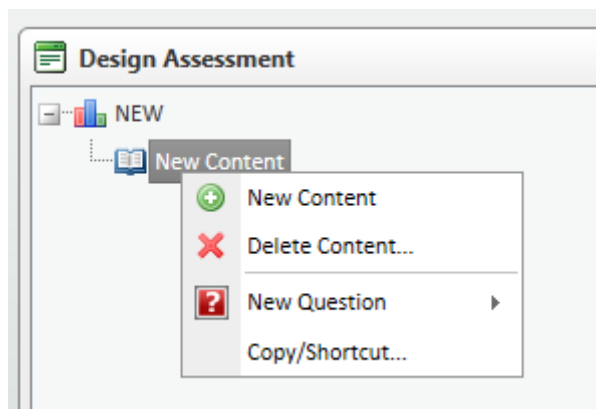 Design Assessment
NEW
New Content
New Content
Delete Content...
New Question
Copy/Shortcut...